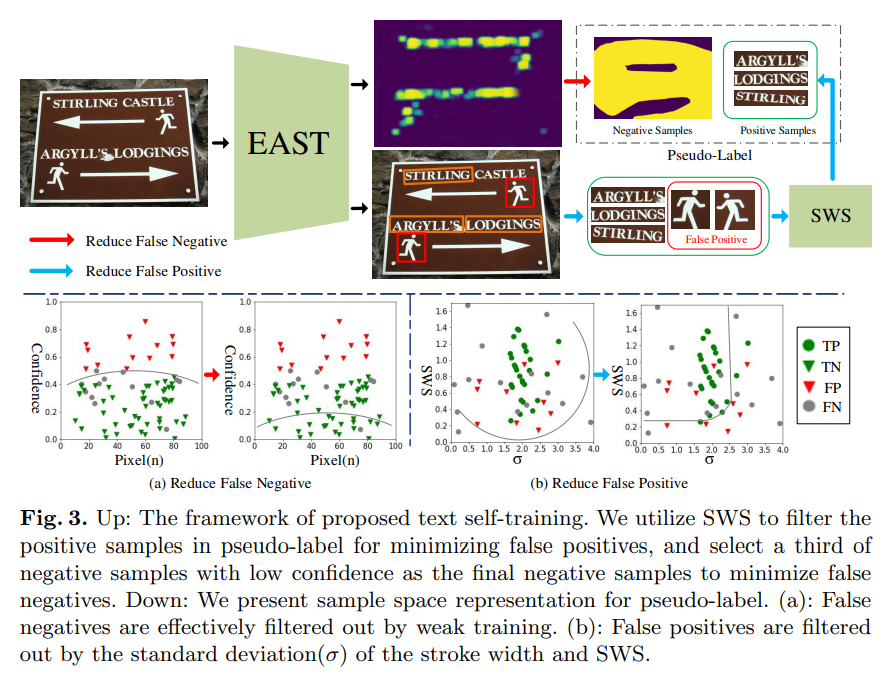 STIRLING CASTLE
ARGYLL'S LODGINGS
EAST
Reduce False Negative
Reduce False Positive
STIRLING CASTLE
ARGYLL'S LODGINGS
Negative Samples
ARGYLL'S
LODGINGS
STIRLING
Positive Samples
Pseudo-Label
ARGYLL'S
LODGINGS
STIRLING
False Positive
SWS
Confidence
1.0
0.8
0.6
0.4
0.2
0.0
0 20 40 60 80 100
Pixel(n)
Confidence
1.0
0.8
0.6
0.4
0.2
0.0
0 20 40 60 80 100
Pixel(n)
(a) Reduce False Negative
SWS
1.6
1.4
1.2
1.0
0.8
0.6
0.4
0.2
0.0
0.0 0.5 1.0 1.5 2.0 2.5 3.0 3.5 4.0
σ
SWS
1.6
1.4
1.2
1.0
0.8
0.6
0.4
0.2
0.0
0.0 0.5 1.0 1.5 2.0 2.5 3.0 3.5 4.0
σ
(b) Reduce False Positive
TP
TN
FP
FN
Fig. 3. Up: The framework of proposed text self-training. We utilize SWS to filter the
positive samples in pseudo-label for minimizing false positives, and select a third of
negative samples with low confidence as the final negative samples to minimize false
negatives. Down: We present sample space representation for pseudo-label. (a): False
negatives are effectively filtered out by weak training. (b): False positives are filtered
out by the standard deviation(σ) of the stroke width and SWS.